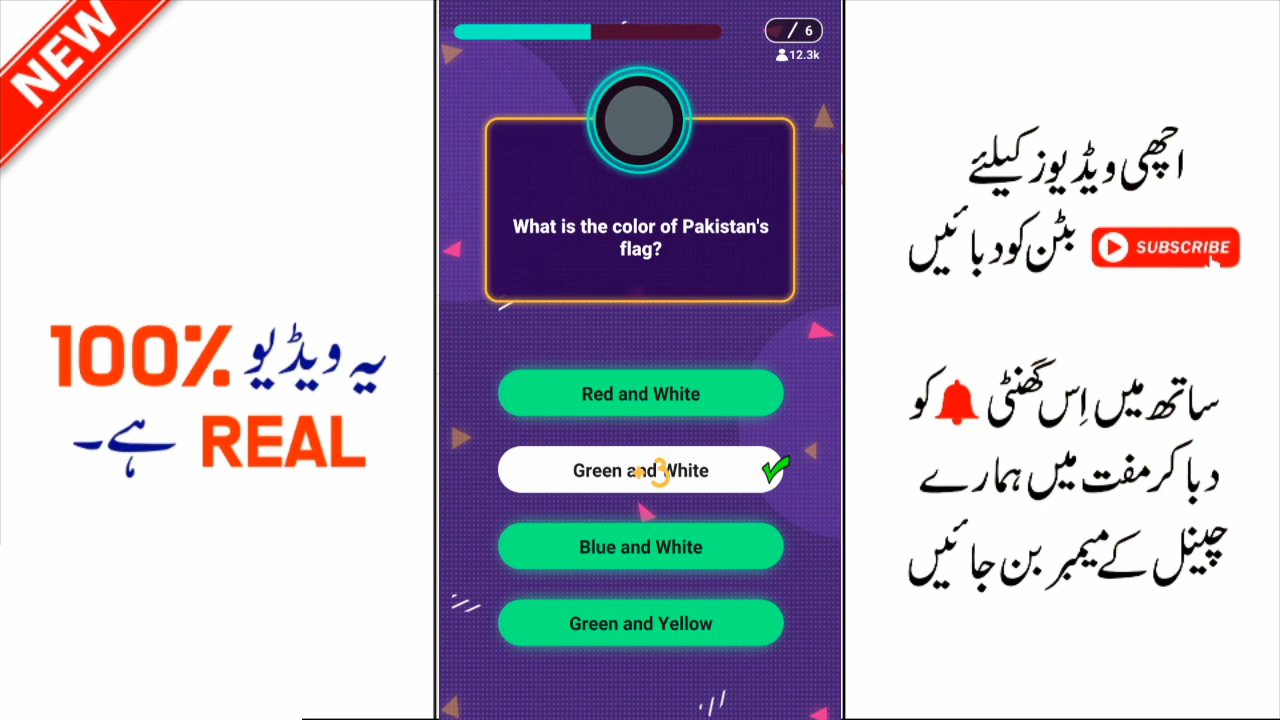 NEW
یہ ویڈیو 100%
REAL ہے۔
/ 6
12.3k
What is the color of Pakistan's
flag?
Red and White
Green and White
+3
Blue and White
Green and Yellow
اچھی ویڈیوز کیلئے
SUBSCRIBE بٹن کو دبائیں
ساتھ میں اِس گھنٹی کو
دبا کر مفت میں ہمارے
چینل کے میمبر بن جائیں